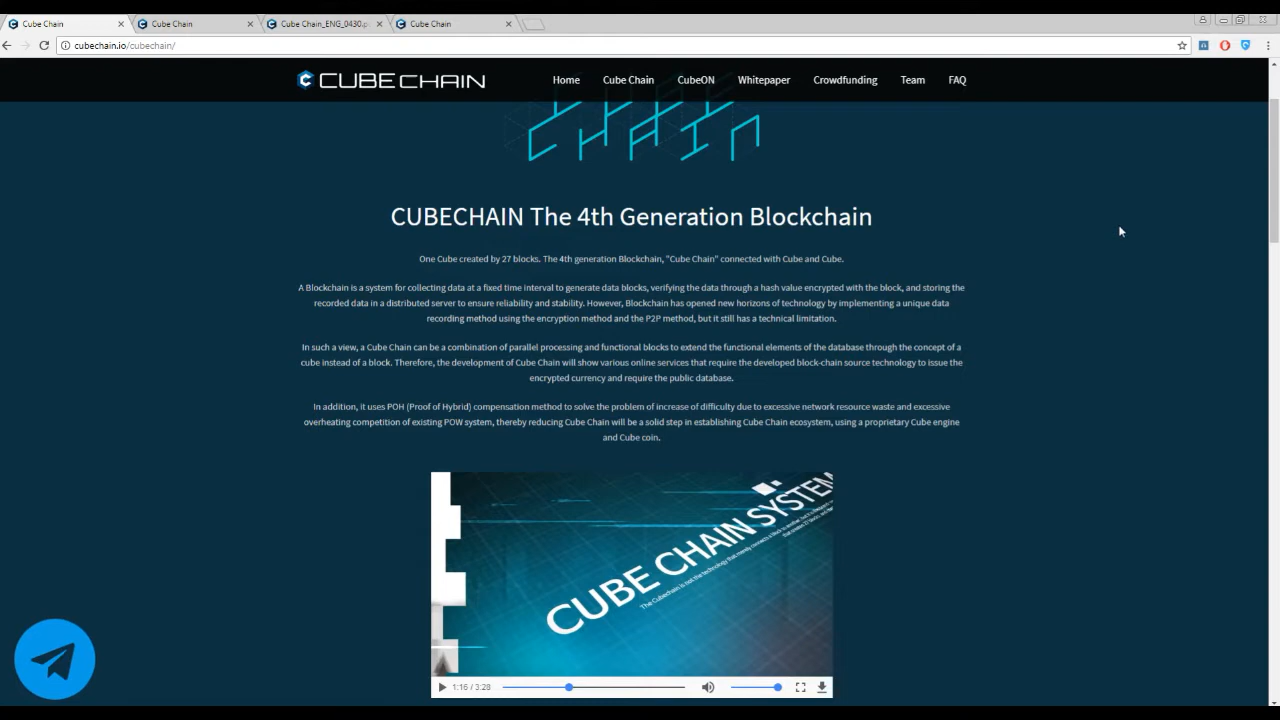 Cube Chain
Cube Chain
Cube Chain_ENG_0430.p
Cube Chain
cubechain.io/cubechain/
CUBECHAIN
Home
Cube Chain
CubeON
Whitepaper
Crowdfunding
Team
FAQ
CHAIN
CUBECHAIN The 4th Generation Blockchain
One Cube created by 27 blocks. The 4th generation Blockchain, "Cube Chain" connected with Cube and Cube.
A Blockchain is a system for collecting data at a fixed time interval to generate data blocks, verifying the data through a hash value encrypted with the block, and storing the
recorded data in a distributed server to ensure reliability and stability. However, Blockchain has opened new horizons of technology by implementing a unique data
recording method using the encryption method and the P2P method, but it still has a technical limitation.
In such a view, a Cube Chain can be a combination of parallel processing and functional blocks to extend the functional elements of the database through the concept of a
cube instead of a block. Therefore, the development of Cube Chain will show various online services that require the developed block-chain source technology to issue the
encrypted currency and require the public database.
In addition, it uses POH (Proof of Hybrid) compensation method to solve the problem of increase of difficulty due to excessive network resource waste and excessive
overheating competition of existing POW system, thereby reducing Cube Chain will be a solid step in establishing Cube Chain ecosystem, using a proprietary Cube engine
and Cube coin.
CUBE CHAIN SYSTEM
1:16 / 3:28